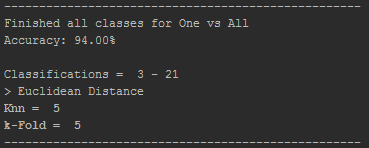 --------------------------------------------------
Finished all classes for One vs All
Accuracy: 94.00%
Classifications =  3 - 21
> Euclidean Distance
Knn =  5
k-Fold =  5
--------------------------------------------------